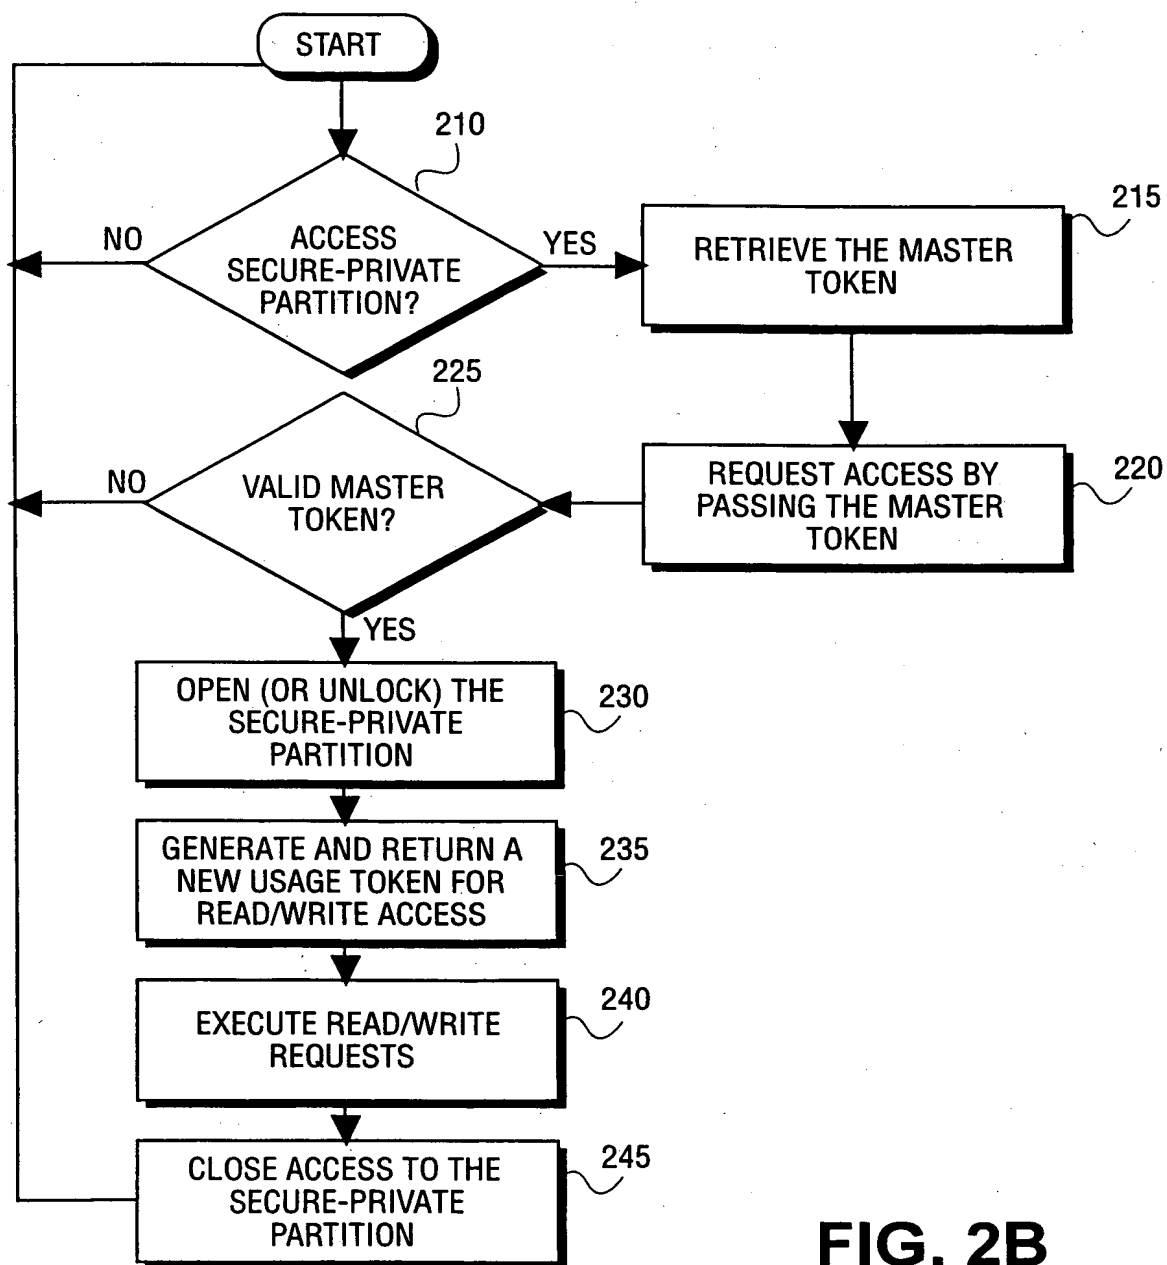 START
210
ACCESS
SECURE-PRIVATE
PARTITION?
NO
YES
215
RETRIEVE THE MASTER
TOKEN
225
VALID MASTER
TOKEN?
NO
YES
220
REQUEST ACCESS BY
PASSING THE MASTER
TOKEN
230
OPEN (OR UNLOCK) THE
SECURE-PRIVATE
PARTITION
235
GENERATE AND RETURN A
NEW USAGE TOKEN FOR
READ/WRITE ACCESS
240
EXECUTE READ/WRITE
REQUESTS
245
CLOSE ACCESS TO THE
SECURE-PRIVATE
PARTITION
FIG. 2B